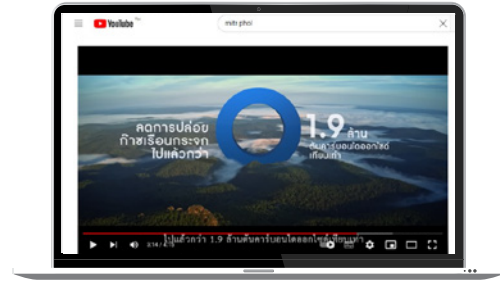 YouTube TH
mitr phol
ลดการปล่อย
ก๊าซเรือนกระจก
ไปแล้วกว่า
1.9 ล้าน
ตันคาร์บอนไดออกไซด์
เทียบเท่า
ไปแล้วกว่า 1.9 ล้านตันคาร์บอนไดออกไซด์เทียบเท่า